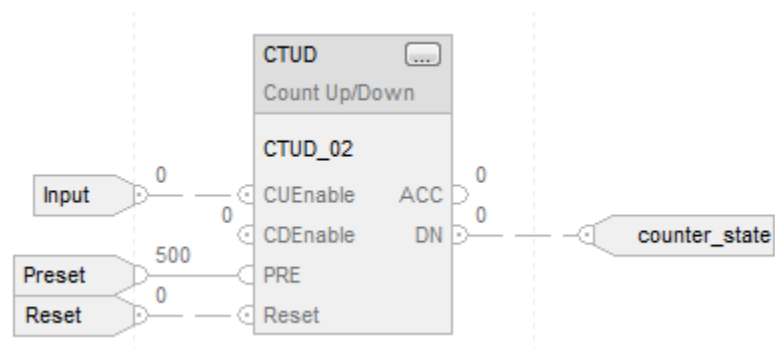 CTUD ...
Count Up/Down
CTUD_02
Input 0 CUEnable ACC 0
0 CDEnable DN 0 counter_state
Preset 500 PRE
Reset 0 Reset